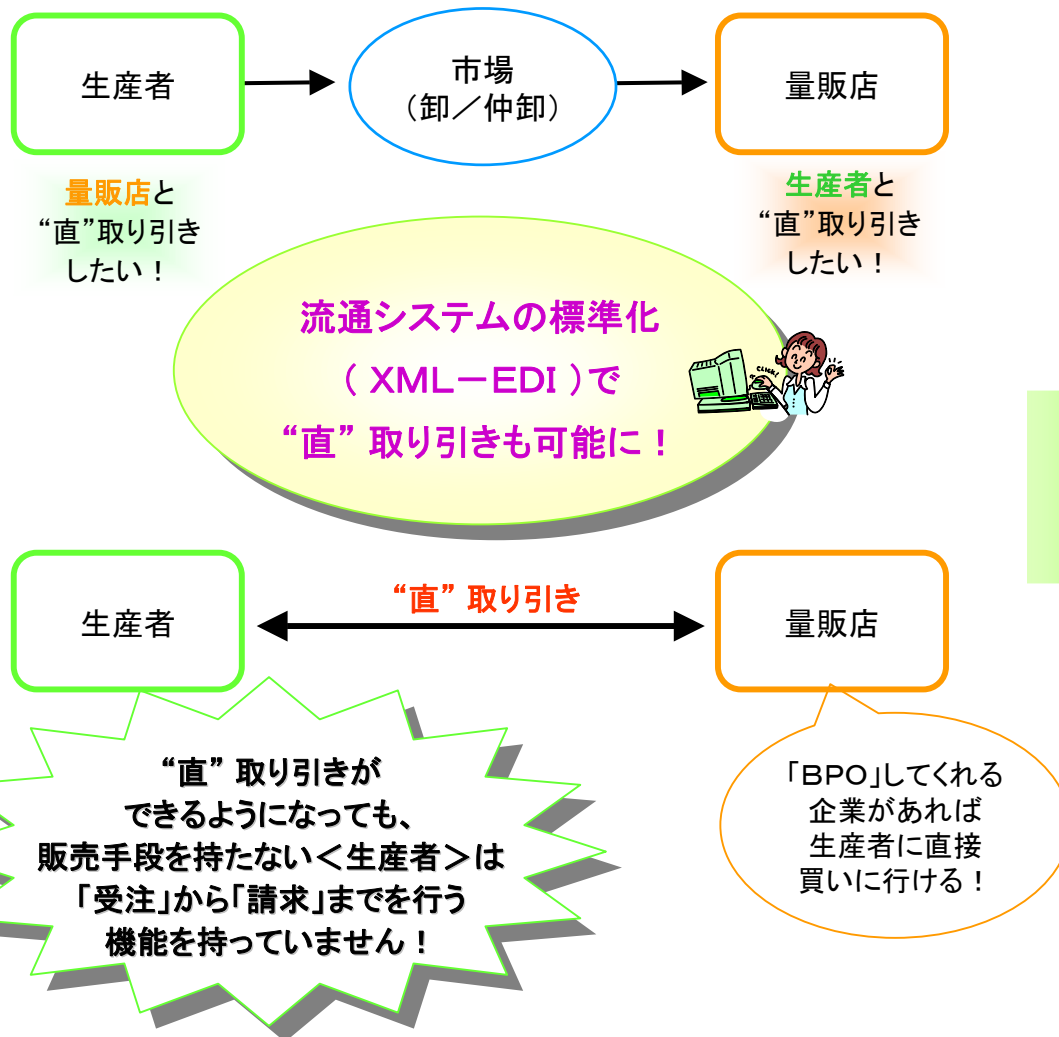 生産者
市場
（卸／仲卸）
量販店
量販店と
“直”取り引き
したい！
生産者と
“直”取り引き
したい！
流通システムの標準化
（ XML－EDI ）で
“直” 取り引きも可能に！
CLICK!
生産者
“直” 取り引き
量販店
“直” 取り引きが
できるようになっても、
販売手段を持たない＜生産者＞は
「受注」から「請求」までを行う
機能を持っていません！
「BPO」してくれる
企業があれば
生産者に直接
買いに行ける！